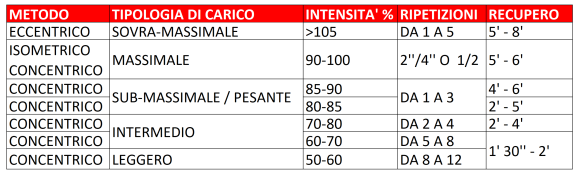 METODO TIPOLOGIA DI CARICO INTENSITA' % RIPETIZIONI RECUPERO
ECCENTRICO SOVRA-MASSIMALE >105 DA 1 A 5 5' - 8'
ISOMETRICO
CONCENTRICO MASSIMALE 90-100 2''/4'' O 1/2 5' - 6'
CONCENTRICO SUB-MASSIMALE / PESANTE 85-90 DA 1 A 3 4' - 6'
CONCENTRICO 80-85 2' - 5'
CONCENTRICO INTERMEDIO 70-80 DA 2 A 4 2' - 4'
CONCENTRICO 60-70 DA 5 A 8 1' 30'' - 2'
CONCENTRICO LEGGERO 50-60 DA 8 A 12